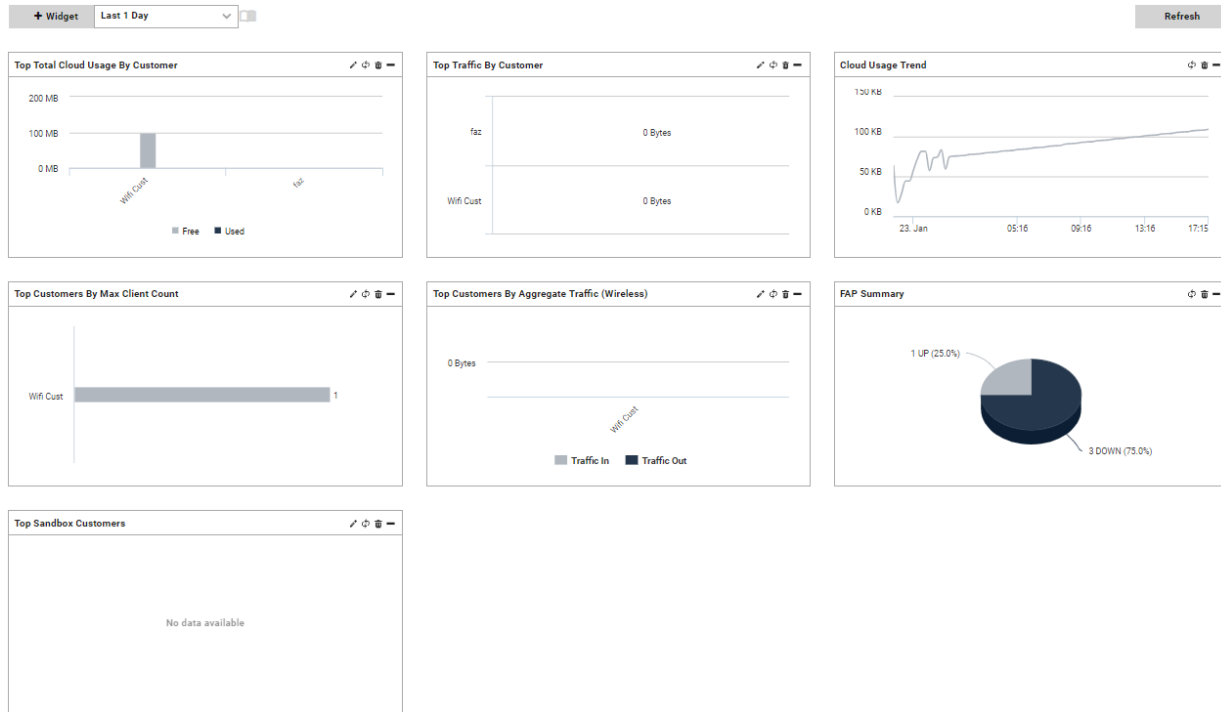 + Widget
Last 1 Day
Refresh
Top Total Cloud Usage By Customer
200 MB
100 MB
0 MB
Wifi Cust
faz
Free
Used
Top Traffic By Customer
faz
0 Bytes
Wifi Cust
0 Bytes
Cloud Usage Trend
150 KB
100 KB
50 KB
0 KB
23. Jan
05:16
09:16
13:16
17:15
Top Customers By Max Client Count
Wifi Cust
1
Top Customers By Aggregate Traffic (Wireless)
0 Bytes
Wifi Cust
Traffic In
Traffic Out
FAP Summary
1 UP (25.0%)
3 DOWN (75.0%)
Top Sandbox Customers
No data available